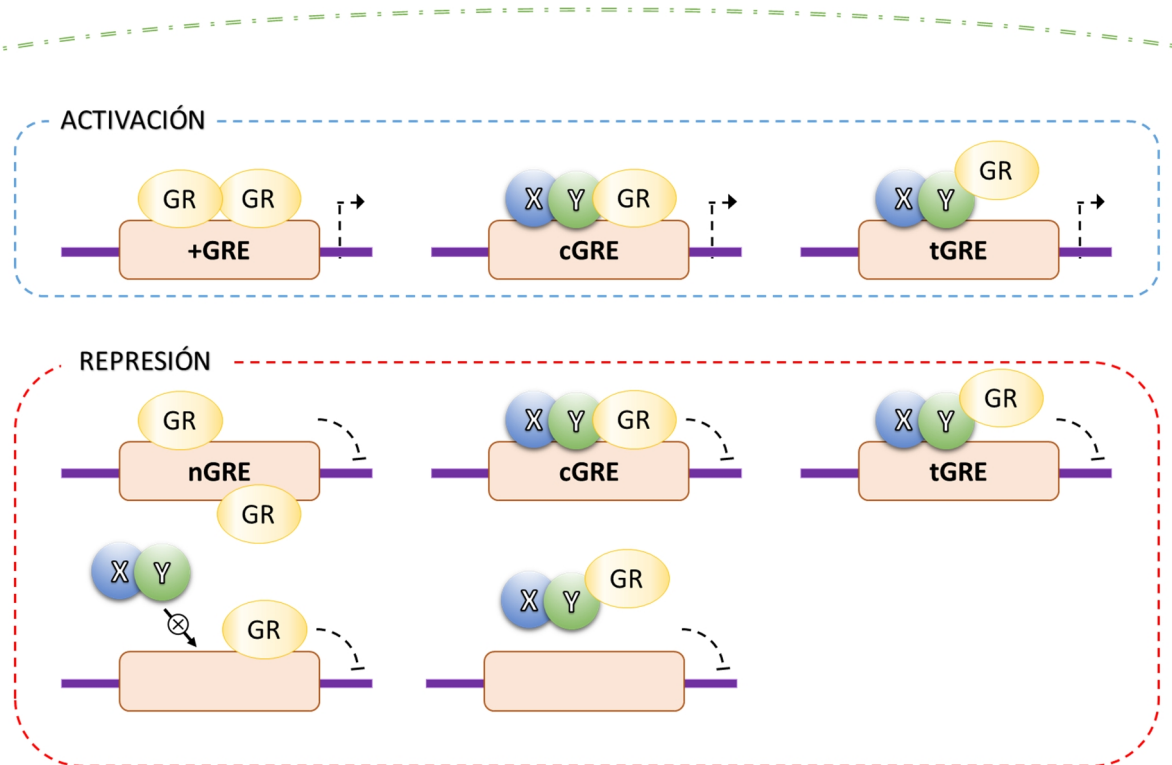 ACTIVACIÓN
GR GR
+GRE
X Y GR
cGRE
X Y GR
tGRE
REPRESIÓN
GR
nGRE
GR
X Y GR
cGRE
X Y GR
tGRE
X Y
GR
X Y GR